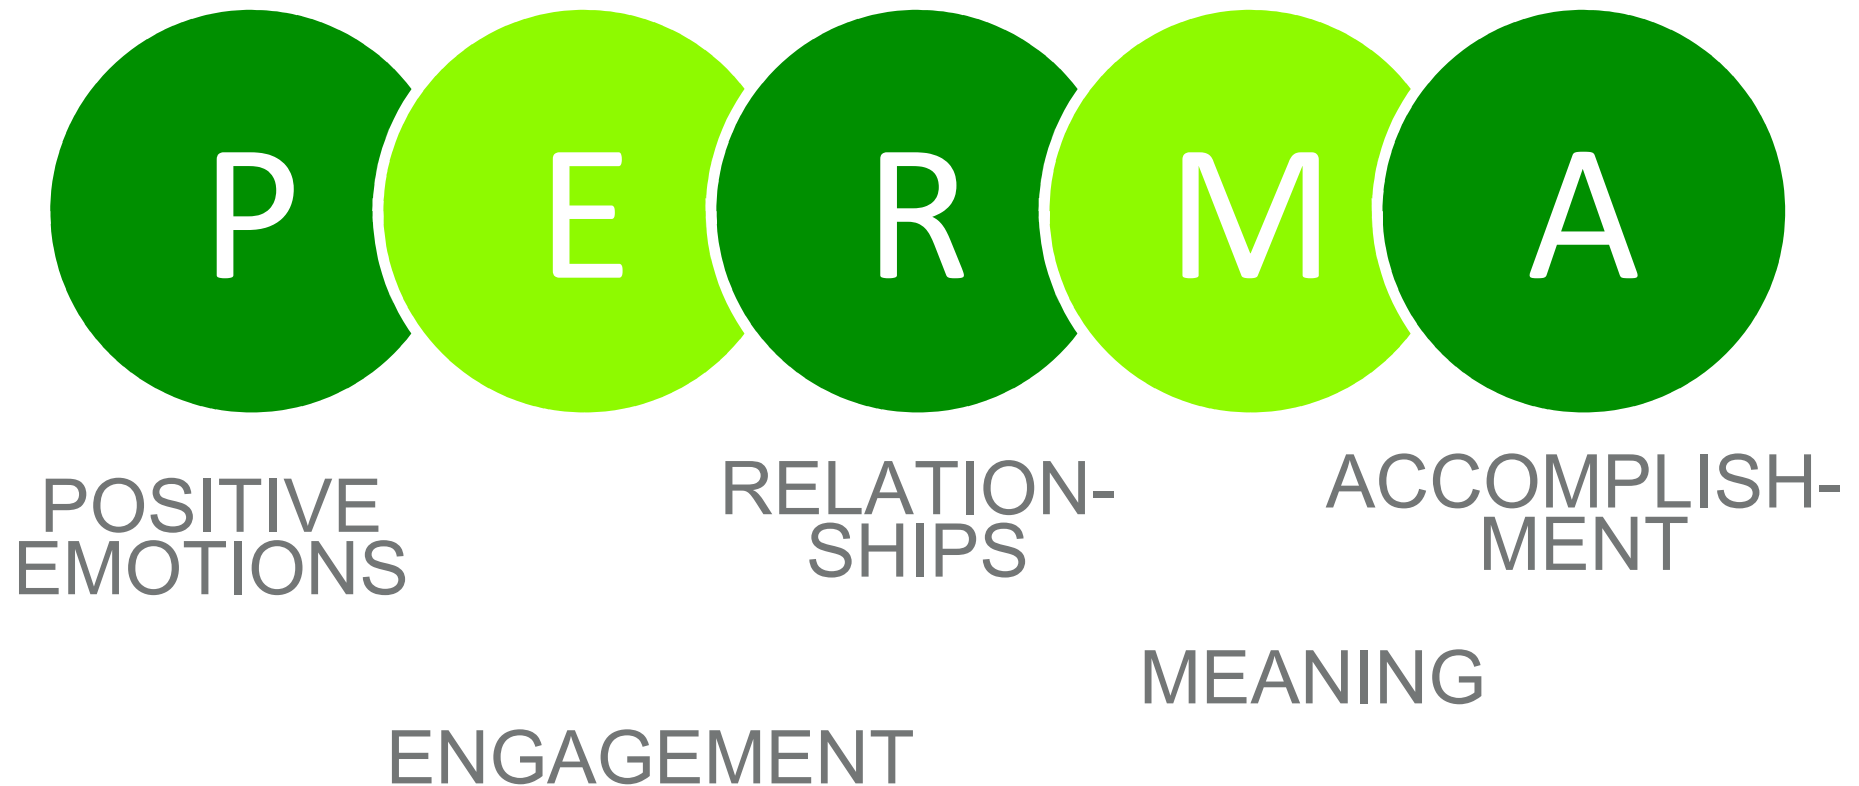 P E R M A
POSITIVE
EMOTIONS
RELATION-
SHIPS
ACCOMPLISH-
MENT
MEANING
ENGAGEMENT